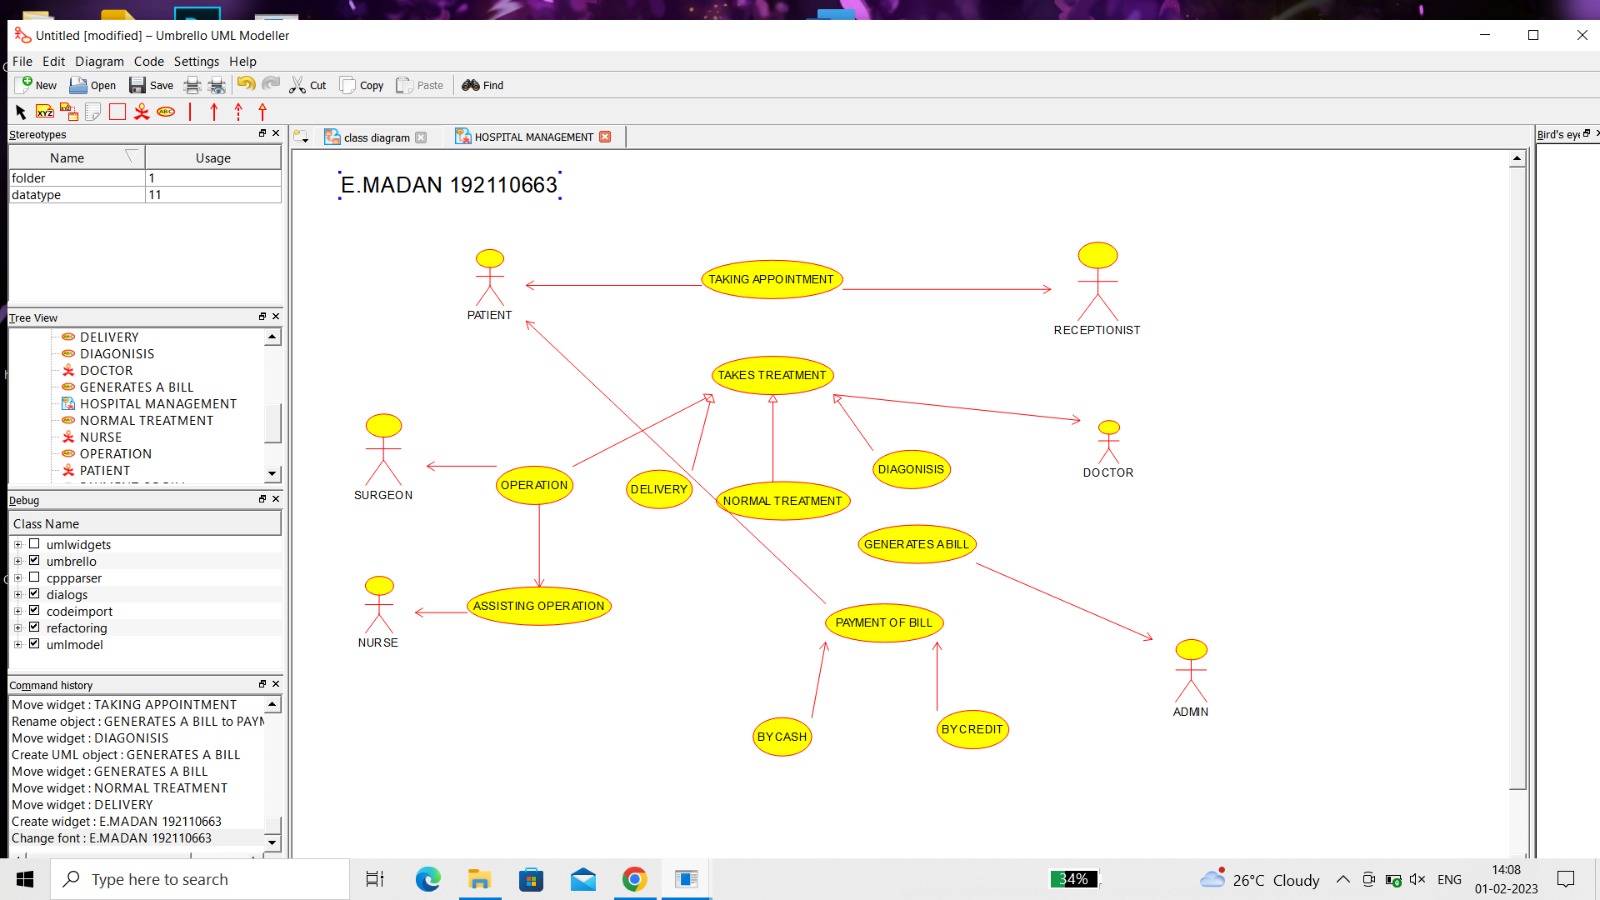 Untitled [modified] – Umbrello UML Modeller
File Edit Diagram Code Settings Help
New Open Save Cut Copy Paste Find
XYZ ABC
Stereotypes
Name Usage
folder 1
datatype 11
Tree View
DELIVERY
DIAGONISIS
DOCTOR
GENERATES A BILL
HOSPITAL MANAGEMENT
NORMAL TREATMENT
NURSE
OPERATION
PATIENT
Debug
Class Name
umlwidgets
umbrello
cppparser
dialogs
codeimport
refactoring
umlmodel
Command history
Move widget : TAKING APPOINTMENT
Rename object : GENERATES A BILL to PAYM
Move widget : DIAGONISIS
Create UML object : GENERATES A BILL
Move widget : GENERATES A BILL
Move widget : NORMAL TREATMENT
Move widget : DELIVERY
Create widget : E.MADAN 192110663
Change font : E.MADAN 192110663
class diagram HOSPITAL MANAGEMENT
Bird's eye
E.MADAN 192110663
TAKING APPOINTMENT
PATIENT
RECEPTIONIST
TAKES TREATMENT
SURGEON
OPERATION
DELIVERY
NORMAL TREATMENT
DIAGONISIS
DOCTOR
GENERATES A BILL
ASSISTING OPERATION
NURSE
PAYMENT OF BILL
ADMIN
BY CASH
BY CREDIT
Type here to search
34%
26°C Cloudy
ENG
14:08
01-02-2023